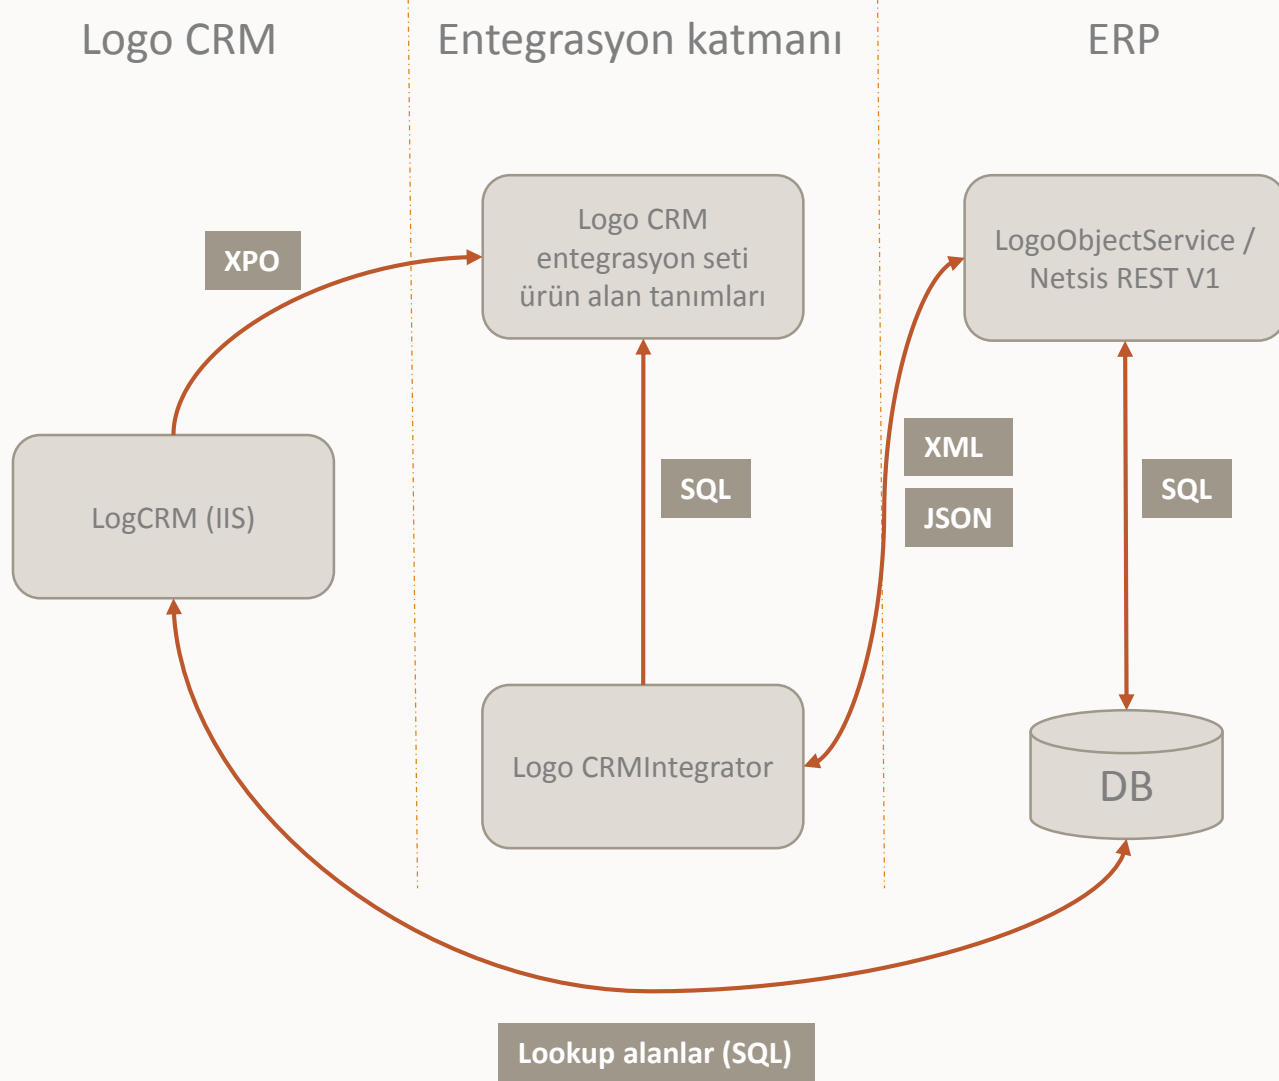 Logo CRM
Entegrasyon katmanı
ERP
XPO
Logo CRM
entegrasyon seti
ürün alan tanımları
LogoObjectService /
Netsis REST V1
LogCRM (IIS)
SQL
XML
JSON
SQL
Logo CRMIntegrator
DB
Lookup alanlar (SQL)